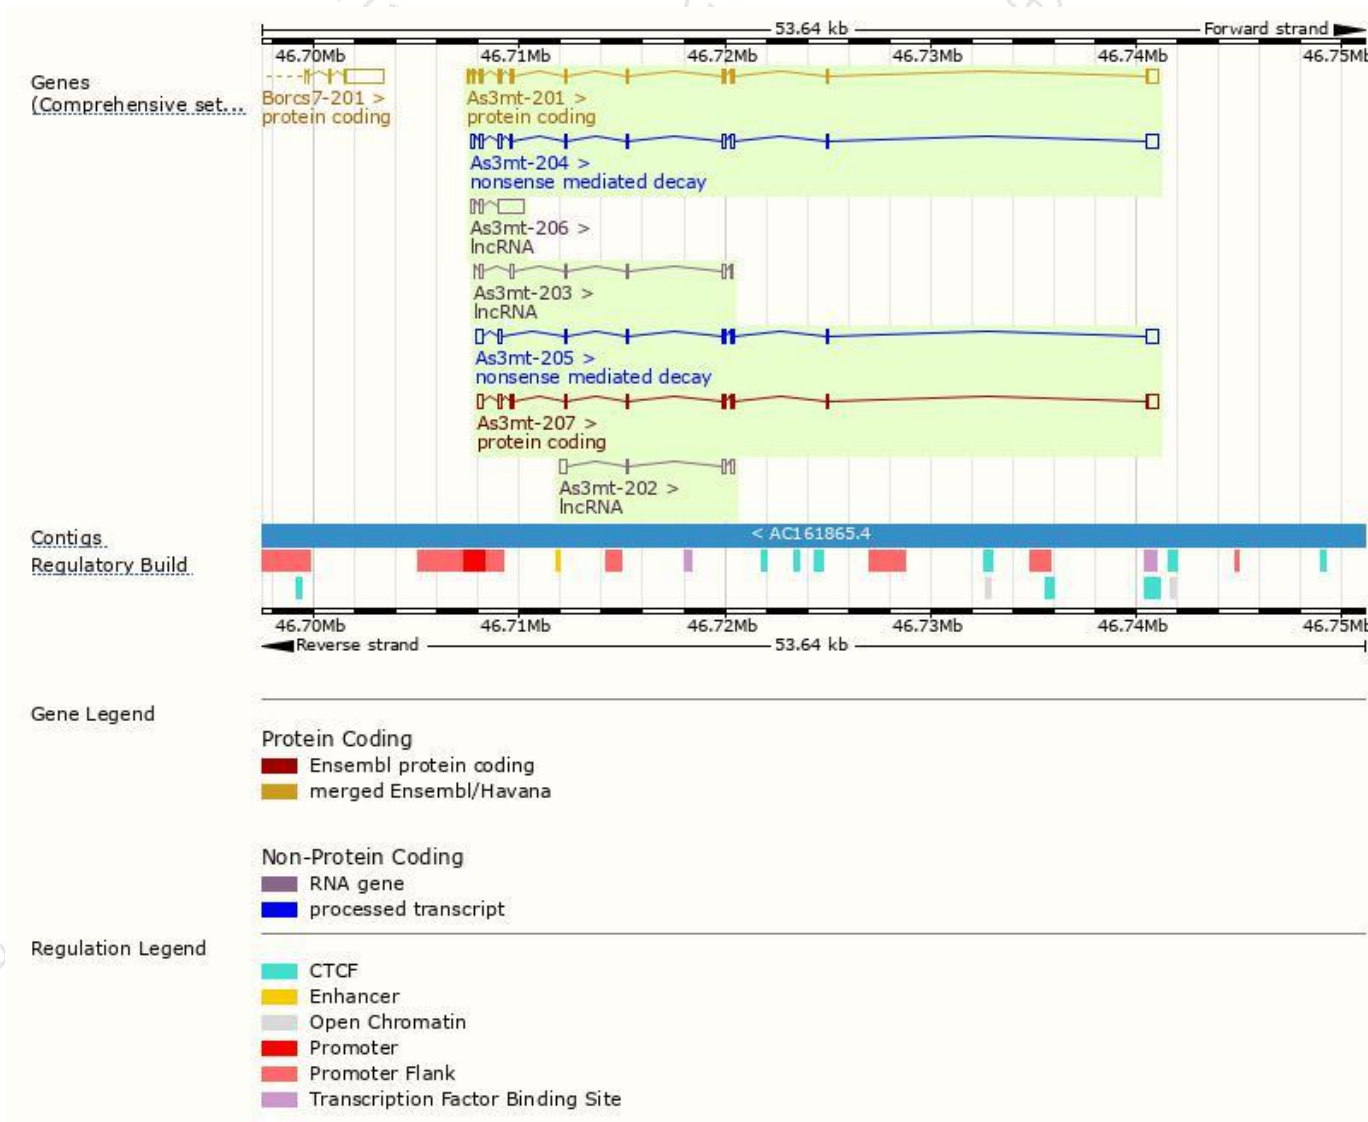 53.64 kb
Forward strand
46.70Mb 46.71Mb 46.72Mb 46.73Mb 46.74Mb 46.75Mb
Genes
(Comprehensive set...
Borcs7-201 >
protein coding
As3mt-201 >
protein coding
As3mt-204 >
nonsense mediated decay
As3mt-206 >
lncRNA
As3mt-203 >
lncRNA
As3mt-205 >
nonsense mediated decay
As3mt-207 >
protein coding
As3mt-202 >
lncRNA
Contigs
< AC161865.4
Regulatory Build
46.70Mb 46.71Mb 46.72Mb 46.73Mb 46.74Mb 46.75Mb
Reverse strand
53.64 kb
Gene Legend
Protein Coding
Ensembl protein coding
merged Ensembl/Havana
Non-Protein Coding
RNA gene
processed transcript
Regulation Legend
CTCF
Enhancer
Open Chromatin
Promoter
Promoter Flank
Transcription Factor Binding Site